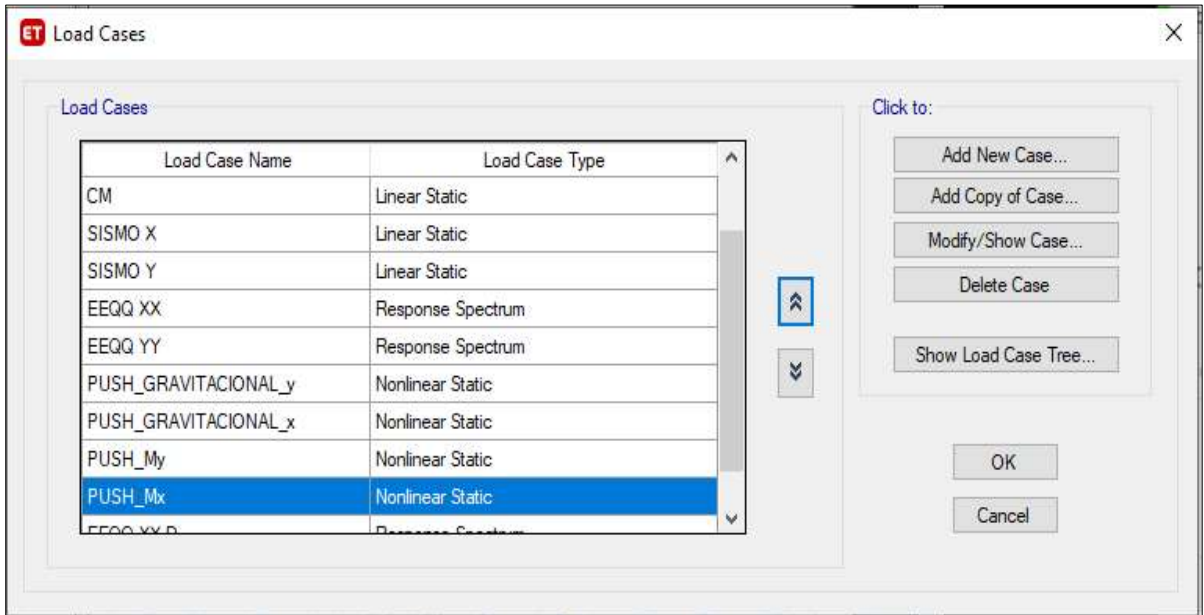 ET Load Cases
Load Cases
Load Case Name Load Case Type
CM Linear Static
SISMO X Linear Static
SISMO Y Linear Static
EEQQ XX Response Spectrum
EEQQ YY Response Spectrum
PUSH_GRAVITACIONAL_y Nonlinear Static
PUSH_GRAVITACIONAL_x Nonlinear Static
PUSH_My Nonlinear Static
PUSH_Mx Nonlinear Static
Click to:
Add New Case...
Add Copy of Case...
Modify/Show Case...
Delete Case
Show Load Case Tree...
OK
Cancel